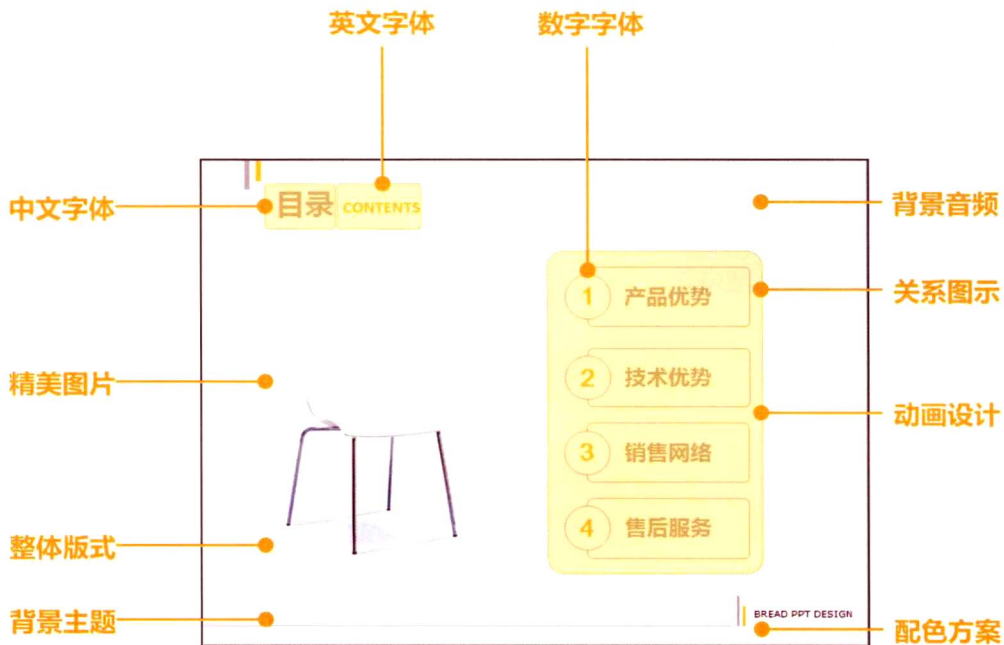 英文字体
数字字体
中文字体
目录 CONTENTS
背景音频
1 产品优势
关系图示
2 技术优势
精美图片
动画设计
3 销售网络
4 售后服务
整体版式
背景主题
BREAD PPT DESIGN
配色方案